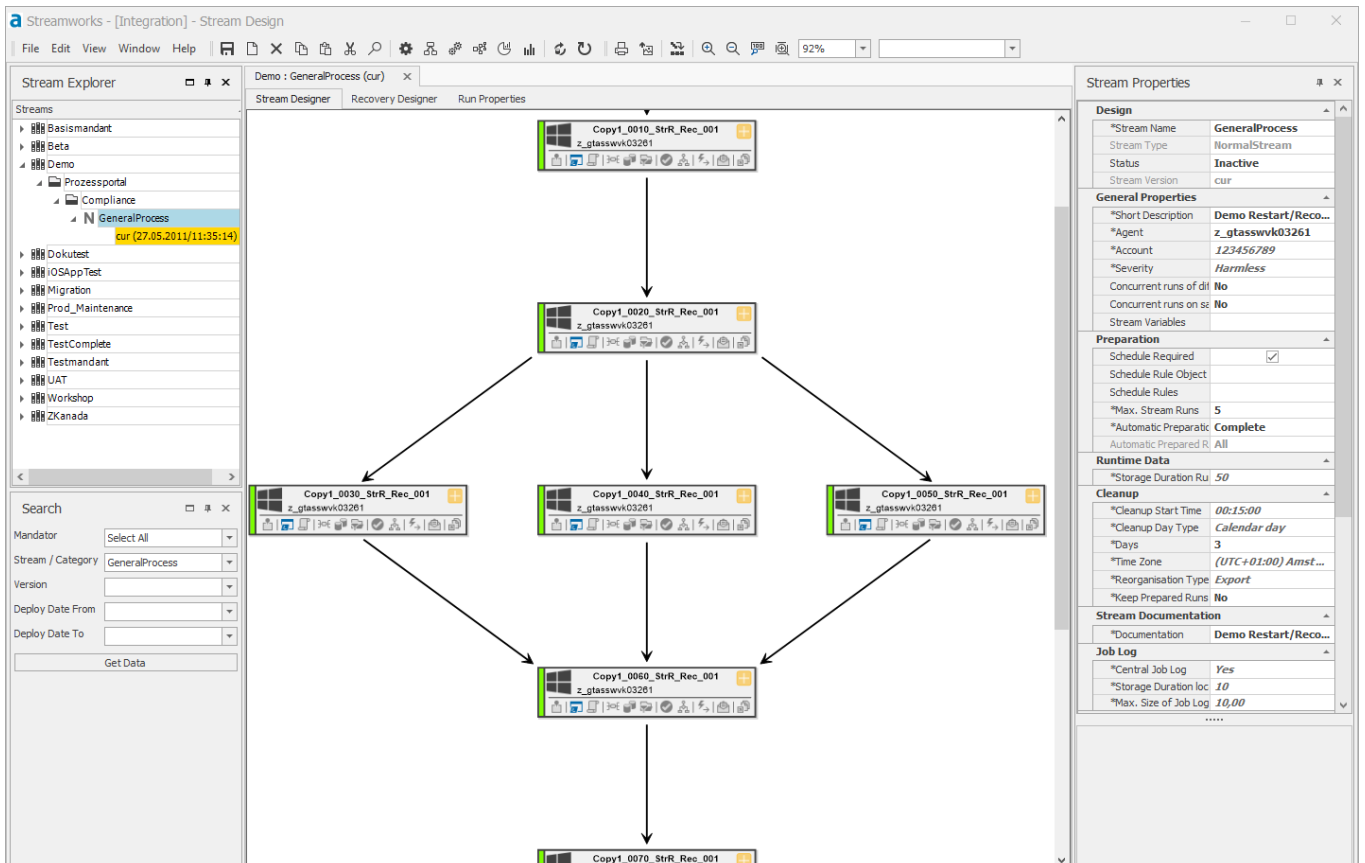 a Streamworks - [Integration] - Stream Design
File Edit View Window Help 92%
Stream Explorer
Streams
Basismandant
Beta
Demo
Prozessportal
Compliance
N GeneralProcess
cur (27.05.2011/11:35:14)
Dokutest
iOSAppTest
Migration
Prod_Maintenance
Test
TestComplete
Testmandant
UAT
Workshop
ZKanada
Search
Mandator Select All
Stream / Category GeneralProcess
Version
Deploy Date From
Deploy Date To
Get Data
Demo : GeneralProcess (cur)
Stream Designer Recovery Designer Run Properties
Copy1_0010_StrR_Rec_001
z_gtasswvk03261
Copy1_0020_StrR_Rec_001
z_gtasswvk03261
Copy1_0030_StrR_Rec_001
z_gtasswvk03261
Copy1_0040_StrR_Rec_001
z_gtasswvk03261
Copy1_0050_StrR_Rec_001
z_gtasswvk03261
Copy1_0060_StrR_Rec_001
z_gtasswvk03261
Copy1_0070_StrR_Rec_001
Stream Properties
Design
*Stream Name GeneralProcess
Stream Type NormalStream
Status Inactive
Stream Version cur
General Properties
*Short Description Demo Restart/Reco...
*Agent z_gtasswvk03261
*Account 123456789
*Severity Harmless
Concurrent runs of dif No
Concurrent runs on sa No
Stream Variables
Preparation
Schedule Required
Schedule Rule Object
Schedule Rules
*Max. Stream Runs 5
*Automatic Preparatic Complete
Automatic Prepared R All
Runtime Data
*Storage Duration Ru 50
Cleanup
*Cleanup Start Time 00:15:00
*Cleanup Day Type Calendar day
*Days 3
*Time Zone (UTC+01:00) Amst...
*Reorganisation Type Export
*Keep Prepared Runs No
Stream Documentation
*Documentation Demo Restart/Reco...
Job Log
*Central Job Log Yes
*Storage Duration loc 10
*Max. Size of Job Log 10,00